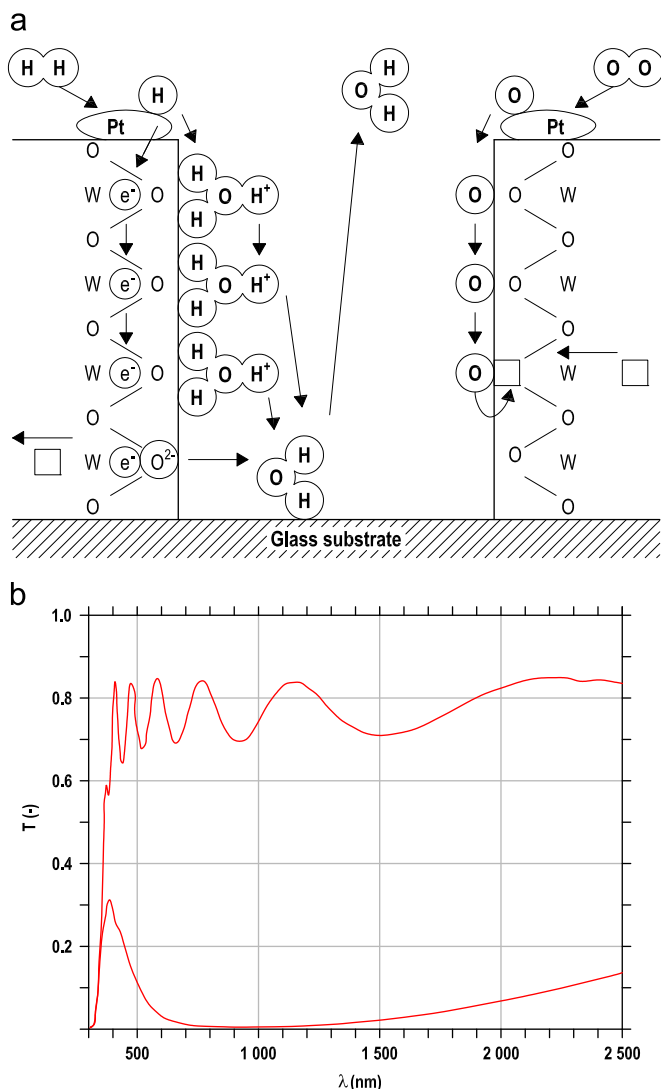 a
H H H O H H O O O
Pt Pt
O O
W e⁻ O H H O H⁺ O O W
O O
W e⁻ O H H O H⁺ O O W
O O
W e⁻ O H H O H⁺ O W
O O
W e⁻ O²⁻ O H H O W
O O
Glass substrate
b
1.0
0.8
0.6
0.4
0.2
T (-)
500 1 000 1 500 2 000 2 500
λ (nm)